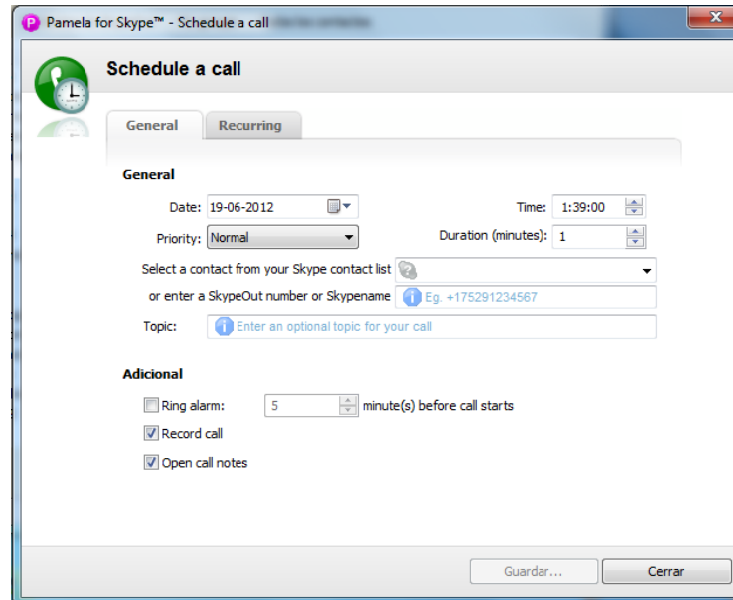 Pamela for Skype™ - Schedule a call
Schedule a call
General Recurring
General
Date: 19-06-2012 Time: 1:39:00
Priority: Normal Duration (minutes): 1
Select a contact from your Skype contact list
or enter a SkypeOut number or Skypename Eg. +175291234567
Topic: Enter an optional topic for your call
Adicional
Ring alarm: 5 minute(s) before call starts
Record call
Open call notes
Guardar... Cerrar